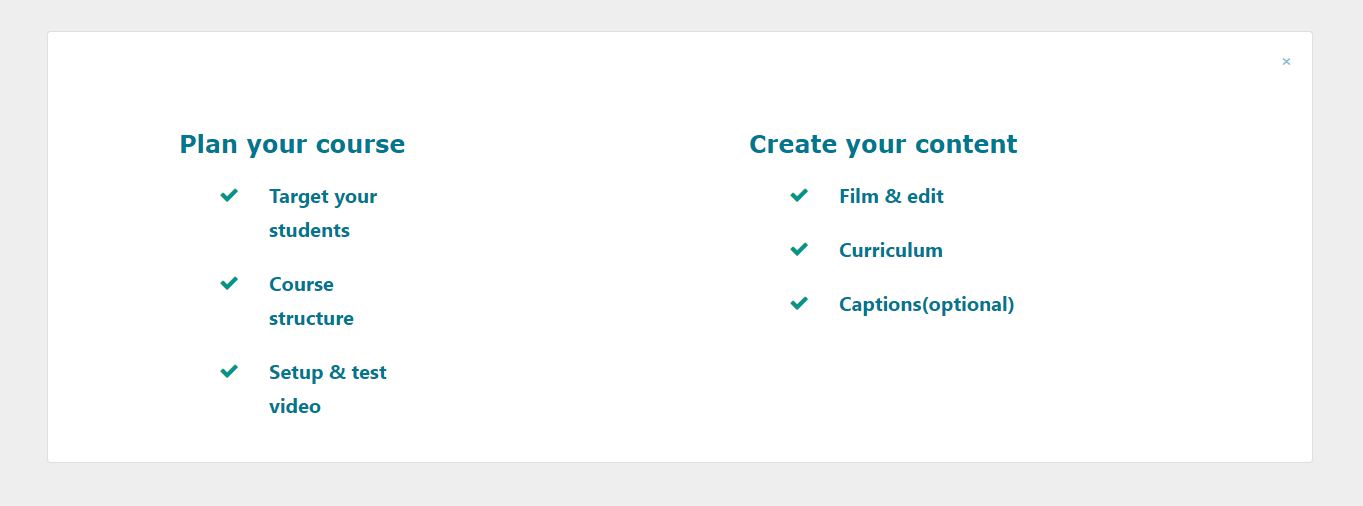 ×
Plan your course
Target your
students
Course
structure
Setup & test
video
Create your content
Film & edit
Curriculum
Captions(optional)